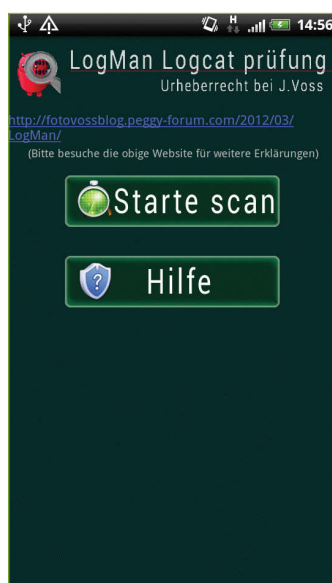 H 14:56
LogMan Logcat prüfung
Urheberrecht bei J.Voss
http://fotovossblog.peggy-forum.com/2012/03/
LogMan/
(Bitte besuche die obige Website für weitere Erklärungen)
Starte scan
Hilfe